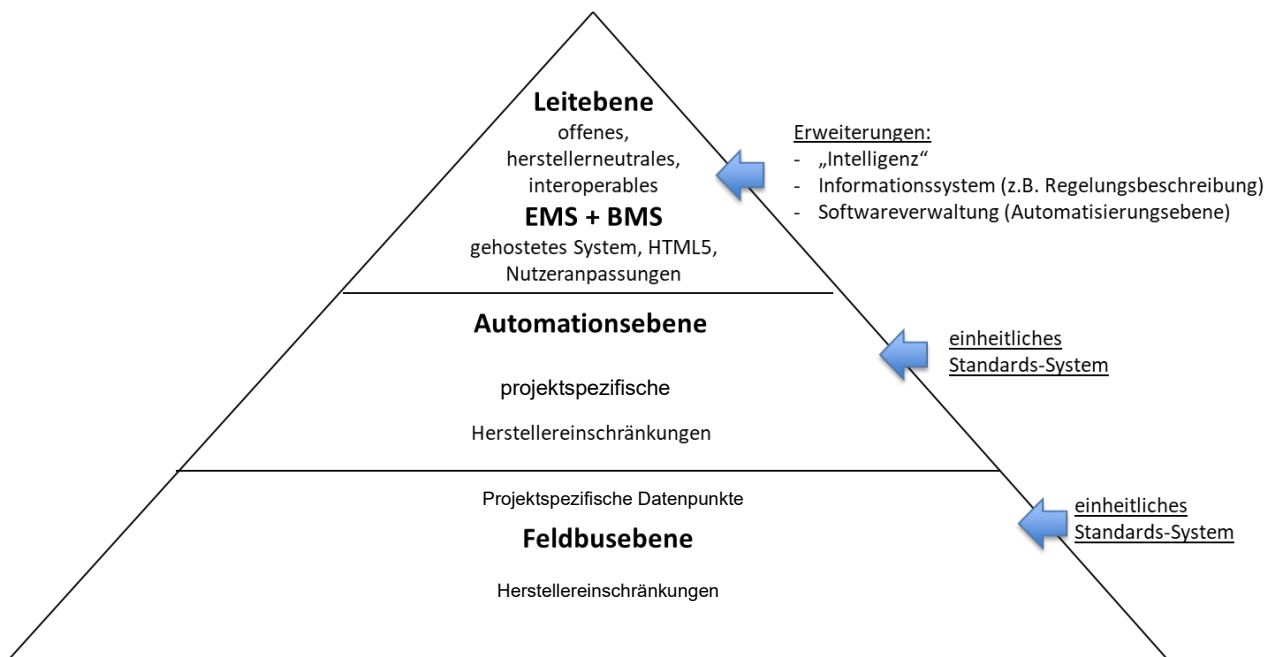 Leitebene
offenes,
herstellerneutrales,
interoperables
EMS + BMS
gehostetes System, HTML5,
Nutzeranpassungen
Erweiterungen:
- „Intelligenz“
- Informationssystem (z.B. Regelungsbeschreibung)
- Softwareverwaltung (Automatisierungsebene)
Automationsebene
projektspezifische
Herstellereinschränkungen
einheitliches
Standards-System
Projektspezifische Datenpunkte
Feldbusebene
Herstellereinschränkungen
einheitliches
Standards-System